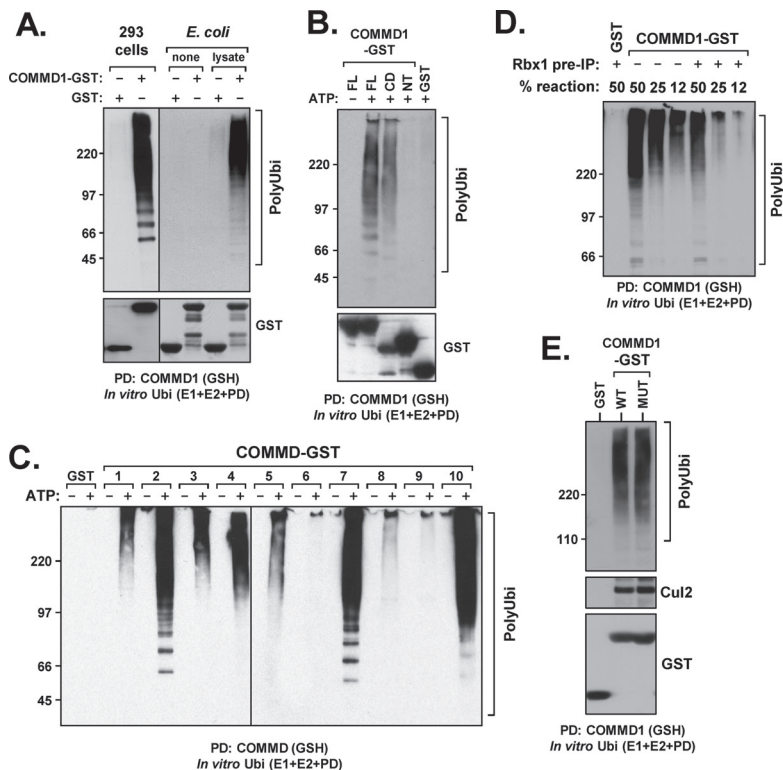 A.
293
cells
E. coli
none lysate
COMMD1-GST: – + – + – +
GST: + – + – + –
220
97
66
45
PolyUbi
GST
PD: COMMD1 (GSH)
In vitro Ubi (E1+E2+PD)
B.
COMMD1
-GST
FL FL CD NT GST
ATP: – + + + +
220
97
66
45
PolyUbi
GST
PD: COMMD1 (GSH)
In vitro Ubi (E1+E2+PD)
C.
COMMD-GST
GST 1 2 3 4 5 6 7 8 9 10
ATP: – + – + – + – + – + – + – + – + – + – + – +
220
97
66
45
PolyUbi
PD: COMMD (GSH)
In vitro Ubi (E1+E2+PD)
D.
GST
COMMD1-GST
Rbx1 pre-IP: + – – – + + +
% reaction: 50 50 25 12 50 25 12
220
97
66
PolyUbi
PD: COMMD1 (GSH)
In vitro Ubi (E1+E2+PD)
E.
COMMD1
-GST
GST WT MUT
220
110
PolyUbi
Cul2
GST
PD: COMMD1 (GSH)
In vitro Ubi (E1+E2+PD)